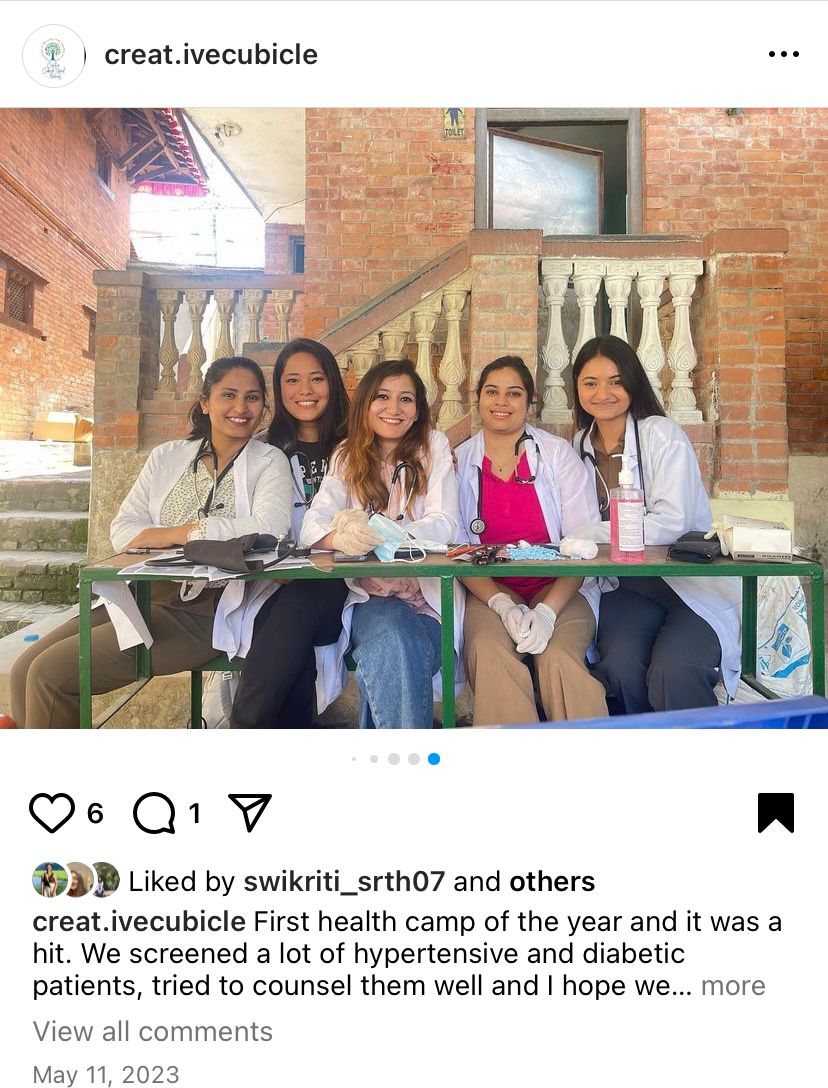 creat.ivecubicle
TOILET
6
1
Liked by swikriti_srth07 and others
creat.ivecubicle First health camp of the year and it was a
hit. We screened a lot of hypertensive and diabetic
patients, tried to counsel them well and I hope we... more
View all comments
May 11, 2023